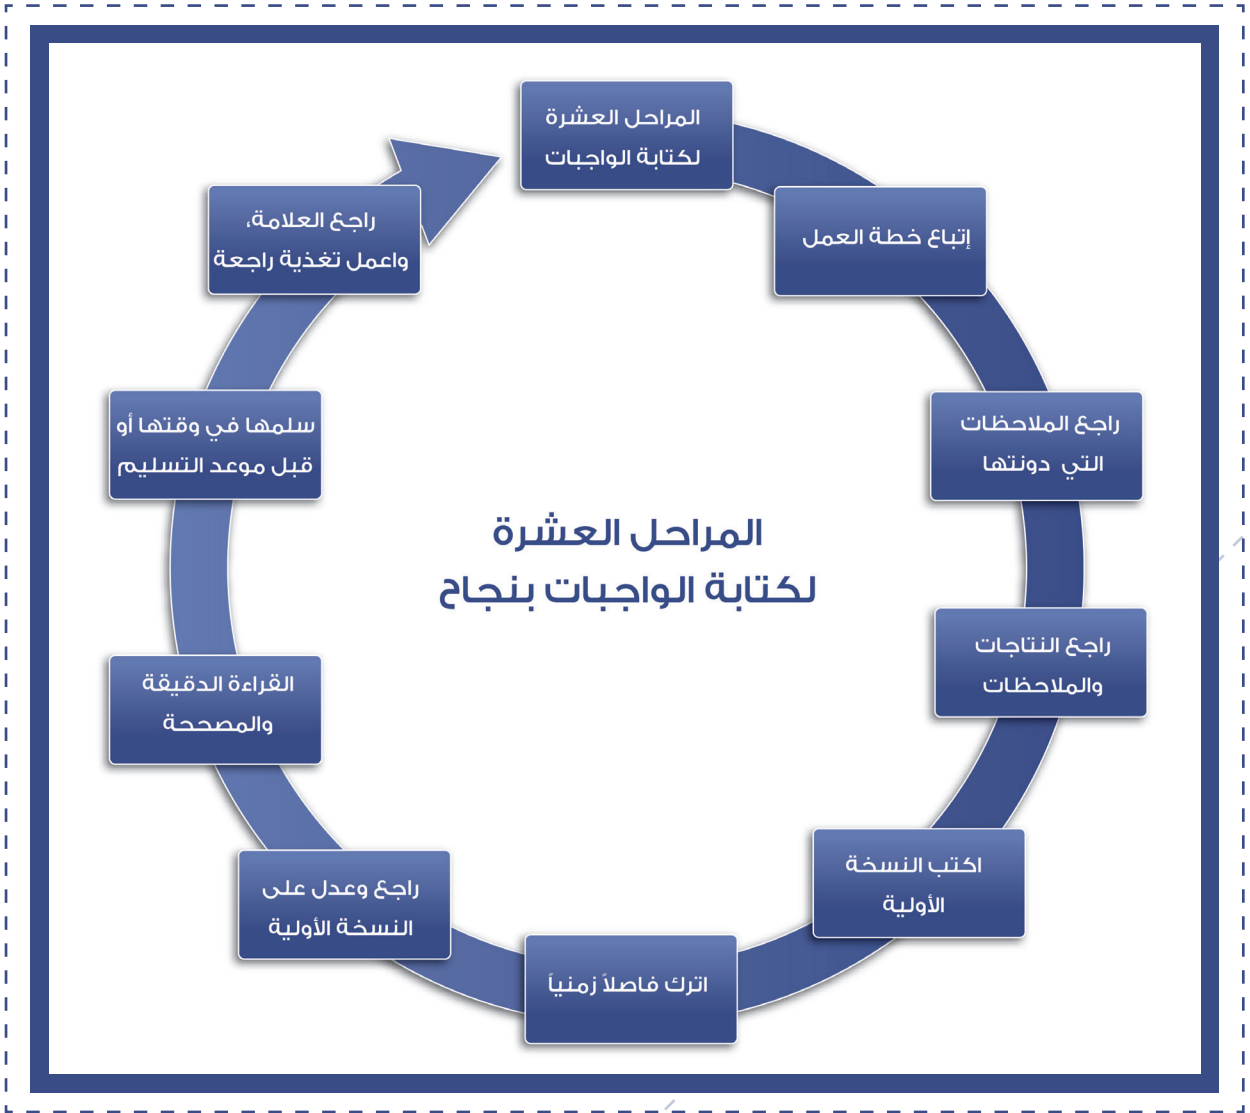 المراحل العشرة
لكتابة الواجبات
إتباع خطة العمل
راجع الملاحظات
التي دونتها
راجع النتاجات
والملاحظات
اكتب النسخة
الأولية
اترك فاصلاً زمنياً
راجع وعدل على
النسخة الأولية
القراءة الدقيقة
والمصححة
سلمها في وقتها أو
قبل موعد التسليم
راجع العلامة،
واعمل تغذية راجعة
المراحل العشرة
لكتابة الواجبات بنجاح